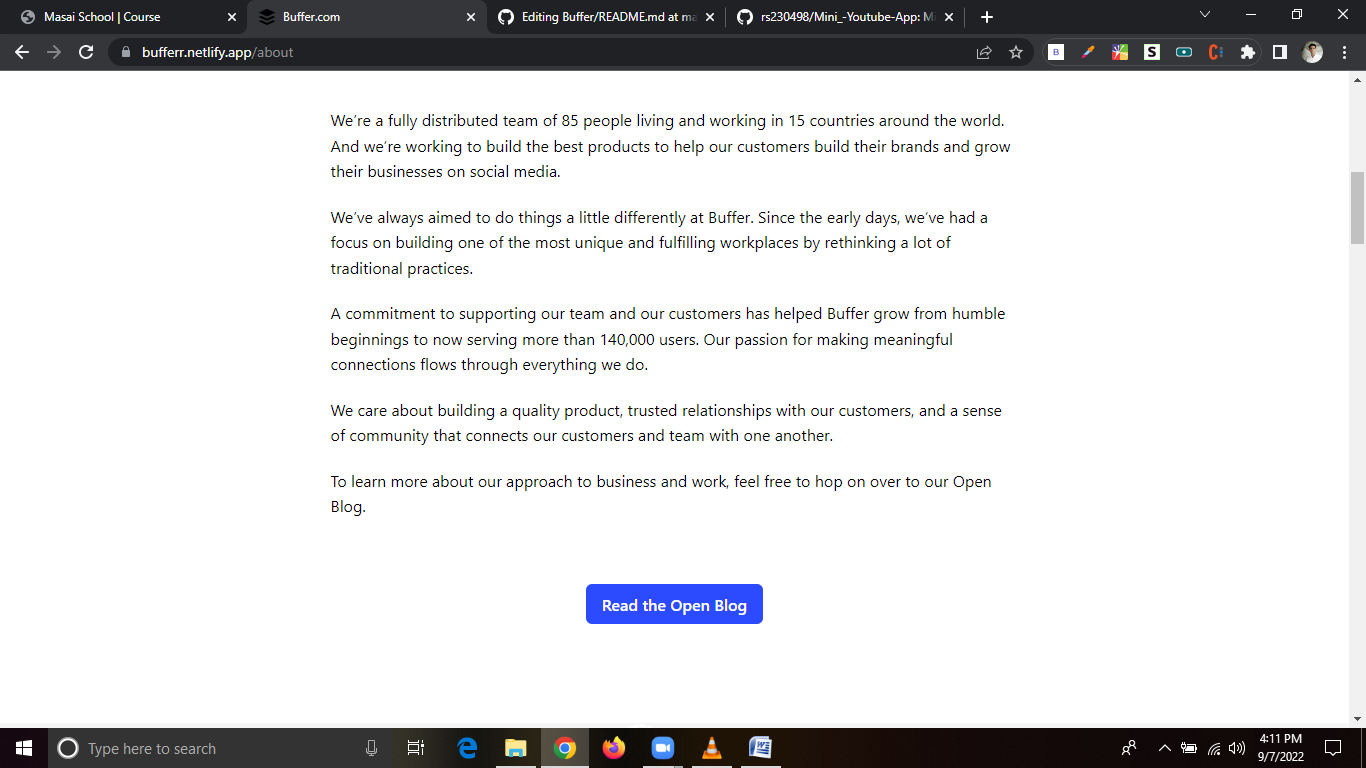 Masai School | Course
Buffer.com
Editing Buffer/README.md at ma
rs230498/Mini_-Youtube-App: Mi
bufferr.netlify.app/about
We’re a fully distributed team of 85 people living and working in 15 countries around the world.
And we’re working to build the best products to help our customers build their brands and grow
their businesses on social media.
We’ve always aimed to do things a little differently at Buffer. Since the early days, we’ve had a
focus on building one of the most unique and fulfilling workplaces by rethinking a lot of
traditional practices.
A commitment to supporting our team and our customers has helped Buffer grow from humble
beginnings to now serving more than 140,000 users. Our passion for making meaningful
connections flows through everything we do.
We care about building a quality product, trusted relationships with our customers, and a sense
of community that connects our customers and team with one another.
To learn more about our approach to business and work, feel free to hop on over to our Open
Blog.
Read the Open Blog
Type here to search
4:11 PM
9/7/2022